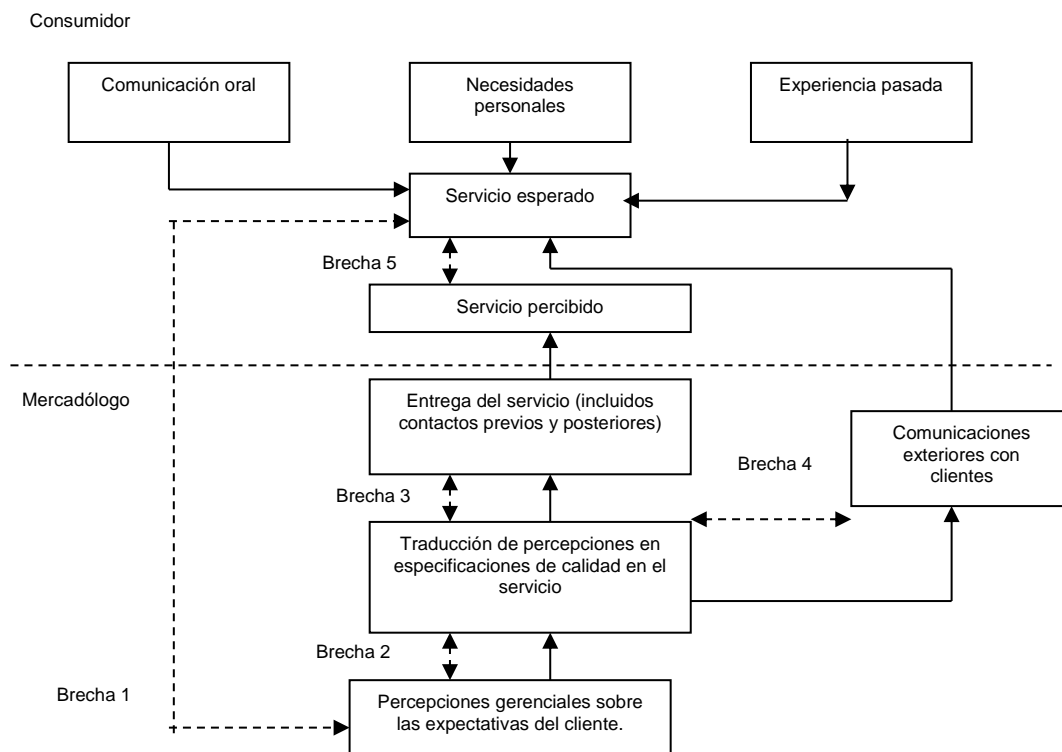 Consumidor
Comunicación oral
Necesidades
personales
Experiencia pasada
Servicio esperado
Brecha 5
Servicio percibido
Mercadólogo
Entrega del servicio (incluidos
contactos previos y posteriores)
Comunicaciones
exteriores con
clientes
Brecha 4
Brecha 3
Traducción de percepciones en
especificaciones de calidad en el
servicio
Brecha 2
Brecha 1
Percepciones gerenciales sobre
las expectativas del cliente.